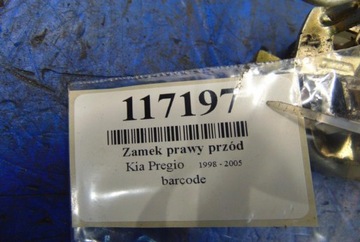 117197
Zamek prawy przód
Kia Pregio 1998 - 2005
barcode